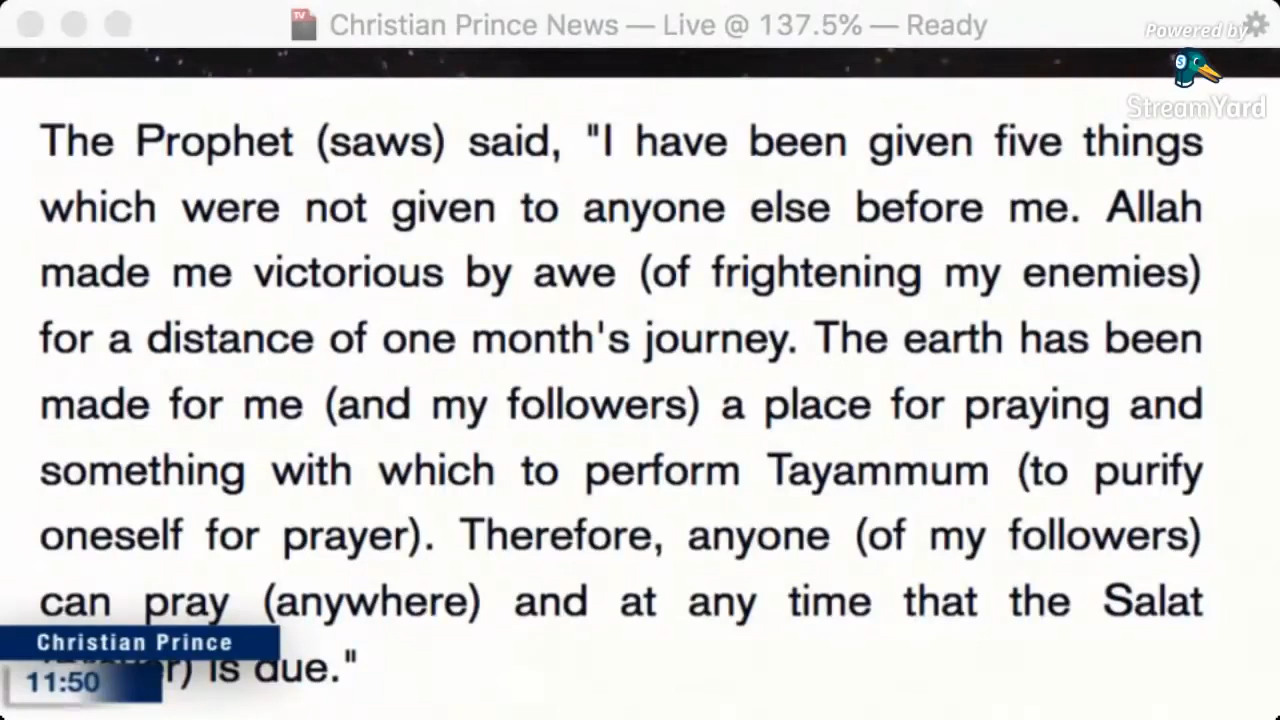 Christian Prince News — Live @ 137.5% — Ready
Powered by
StreamYard
The Prophet (saws) said, "I have been given five things
which were not given to anyone else before me. Allah
made me victorious by awe (of frightening my enemies)
for a distance of one month's journey. The earth has been
made for me (and my followers) a place for praying and
something with which to perform Tayammum (to purify
oneself for prayer). Therefore, anyone (of my followers)
can pray (anywhere) and at any time that the Salat
is due."
Christian Prince
11:50